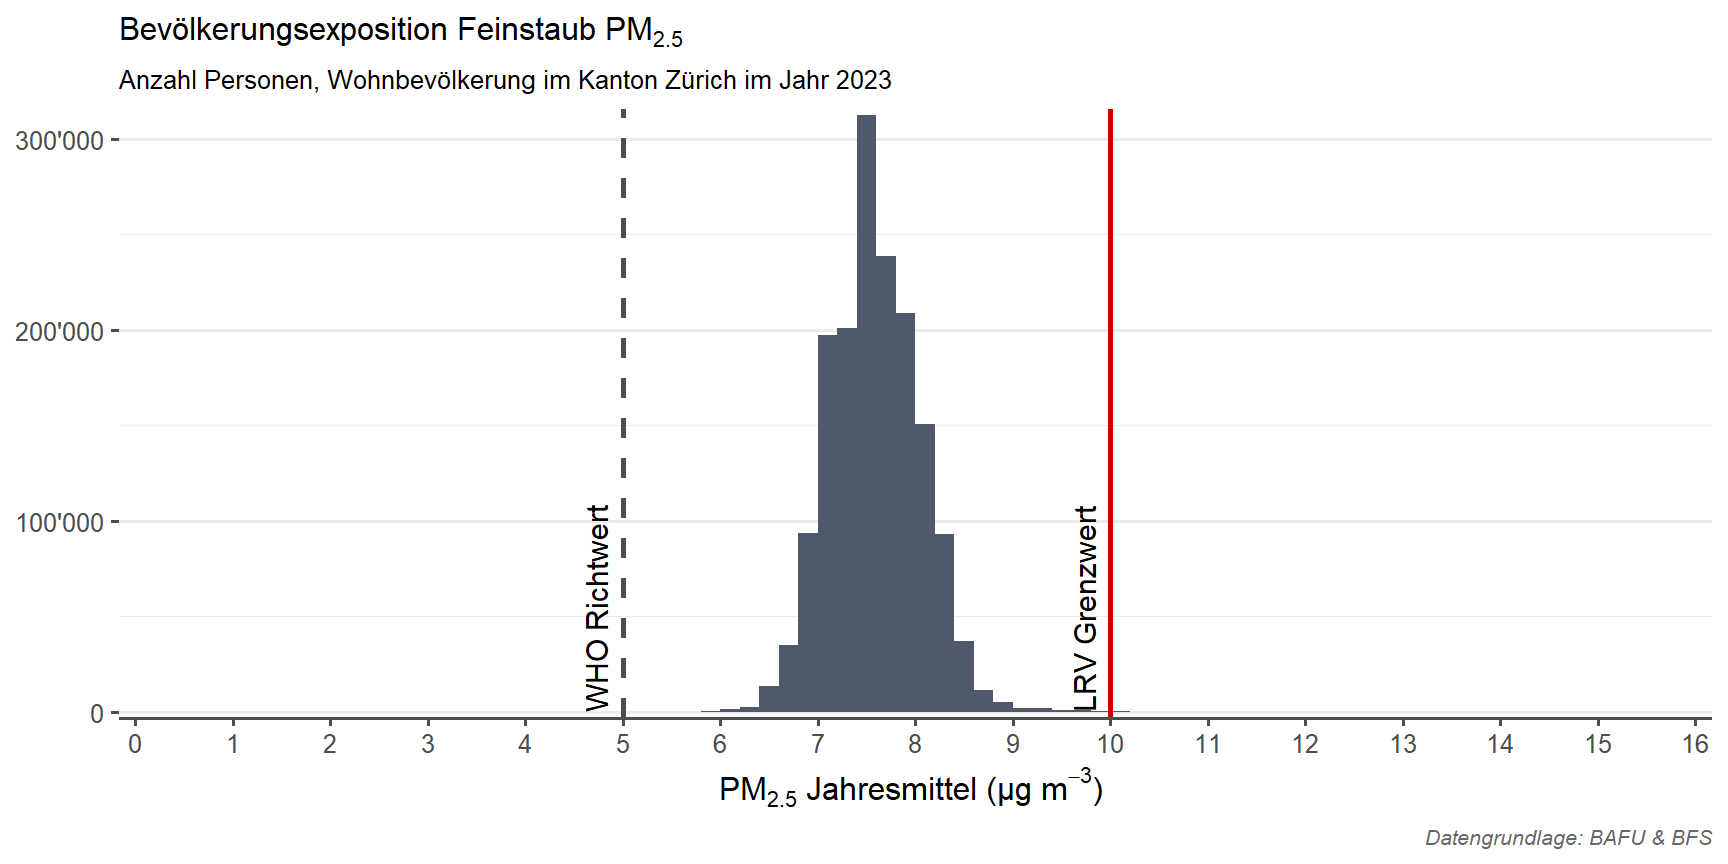 Bevölkerungsexposition Feinstaub PM2.5
Anzahl Personen, Wohnbevölkerung im Kanton Zürich im Jahr 2023
300'000
200'000
100'000
0
WHO Richtwert
LRV Grenzwert
0 1 2 3 4 5 6 7 8 9 10 11 12 13 14 15 16
PM2.5 Jahresmittel (µg m−3)
Datengrundlage: BAFU & BFS